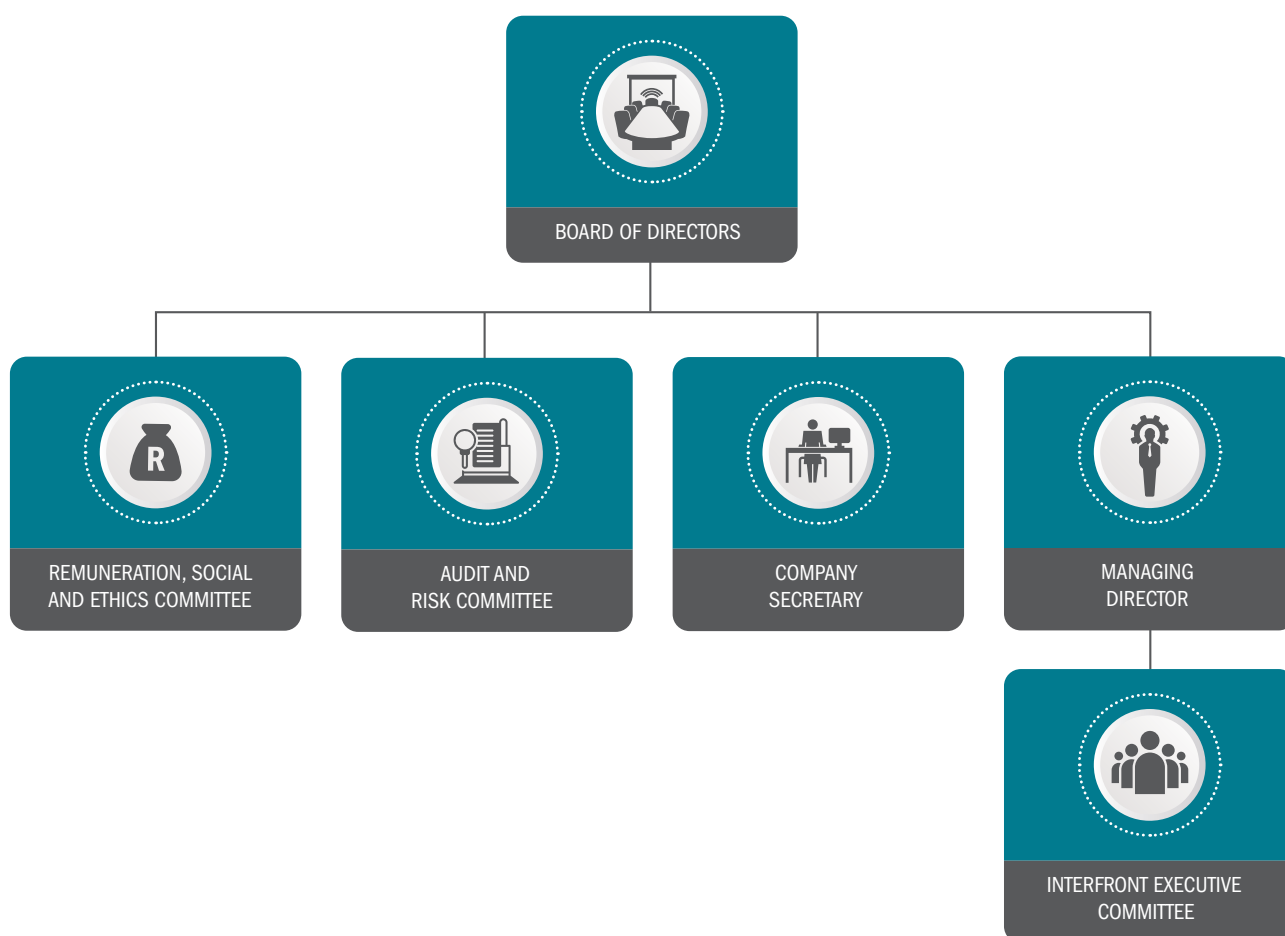 BOARD OF DIRECTORS
R
REMUNERATION, SOCIAL
AND ETHICS COMMITTEE
AUDIT AND
RISK COMMITTEE
COMPANY
SECRETARY
MANAGING
DIRECTOR
INTERFRONT EXECUTIVE
COMMITTEE